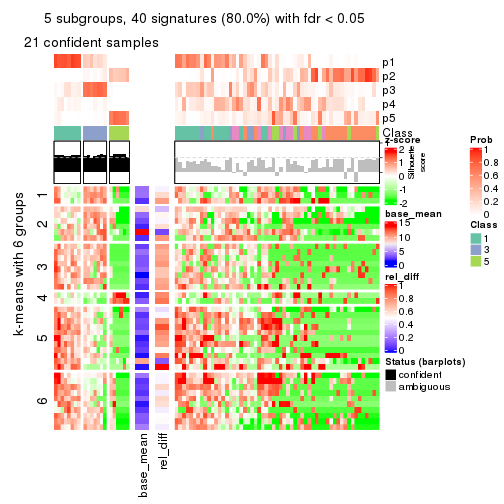 5 subgroups, 40 signatures (80.0%) with fdr < 0.05
21 confident samples
p1
p2
p3
p4
p5
Class
z-score
2
1
0
-1
-2
Silhouette
score
Prob
1
0.8
0.6
0.4
0.2
0
Class
1
3
5
base_mean
15
10
5
0
rel_diff
1
0.8
0.6
0.4
0.2
0
Status (barplots)
confident
ambiguous
k-means with 6 groups
1
2
3
4
5
6
base_mean
rel_diff